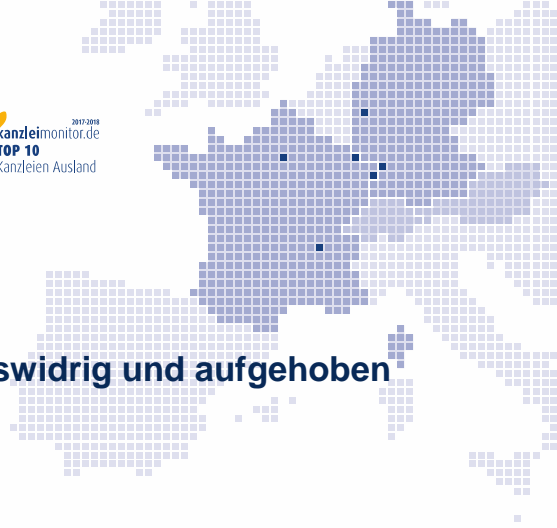 2017-2018
kanzleimonitor.de
TOP 10
Kanzleien Ausland
swidrig und aufgehoben